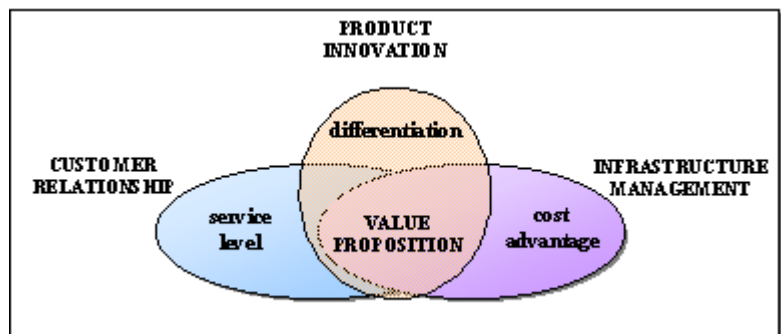 PRODUCT
INNOVATION
differentiation
CUSTOMER
RELATIONSHIP
INFRASTRUCTURE
MANAGEMENT
service
level
VALUE
PROPOSITION
cost
advantage